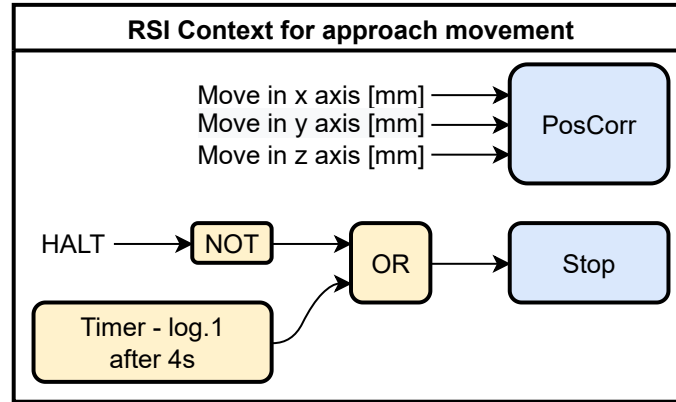 RSI Context for approach movement
Move in x axis [mm]
Move in y axis [mm]
Move in z axis [mm]
PosCorr
HALT
NOT
OR
Stop
Timer - log.1
after 4s